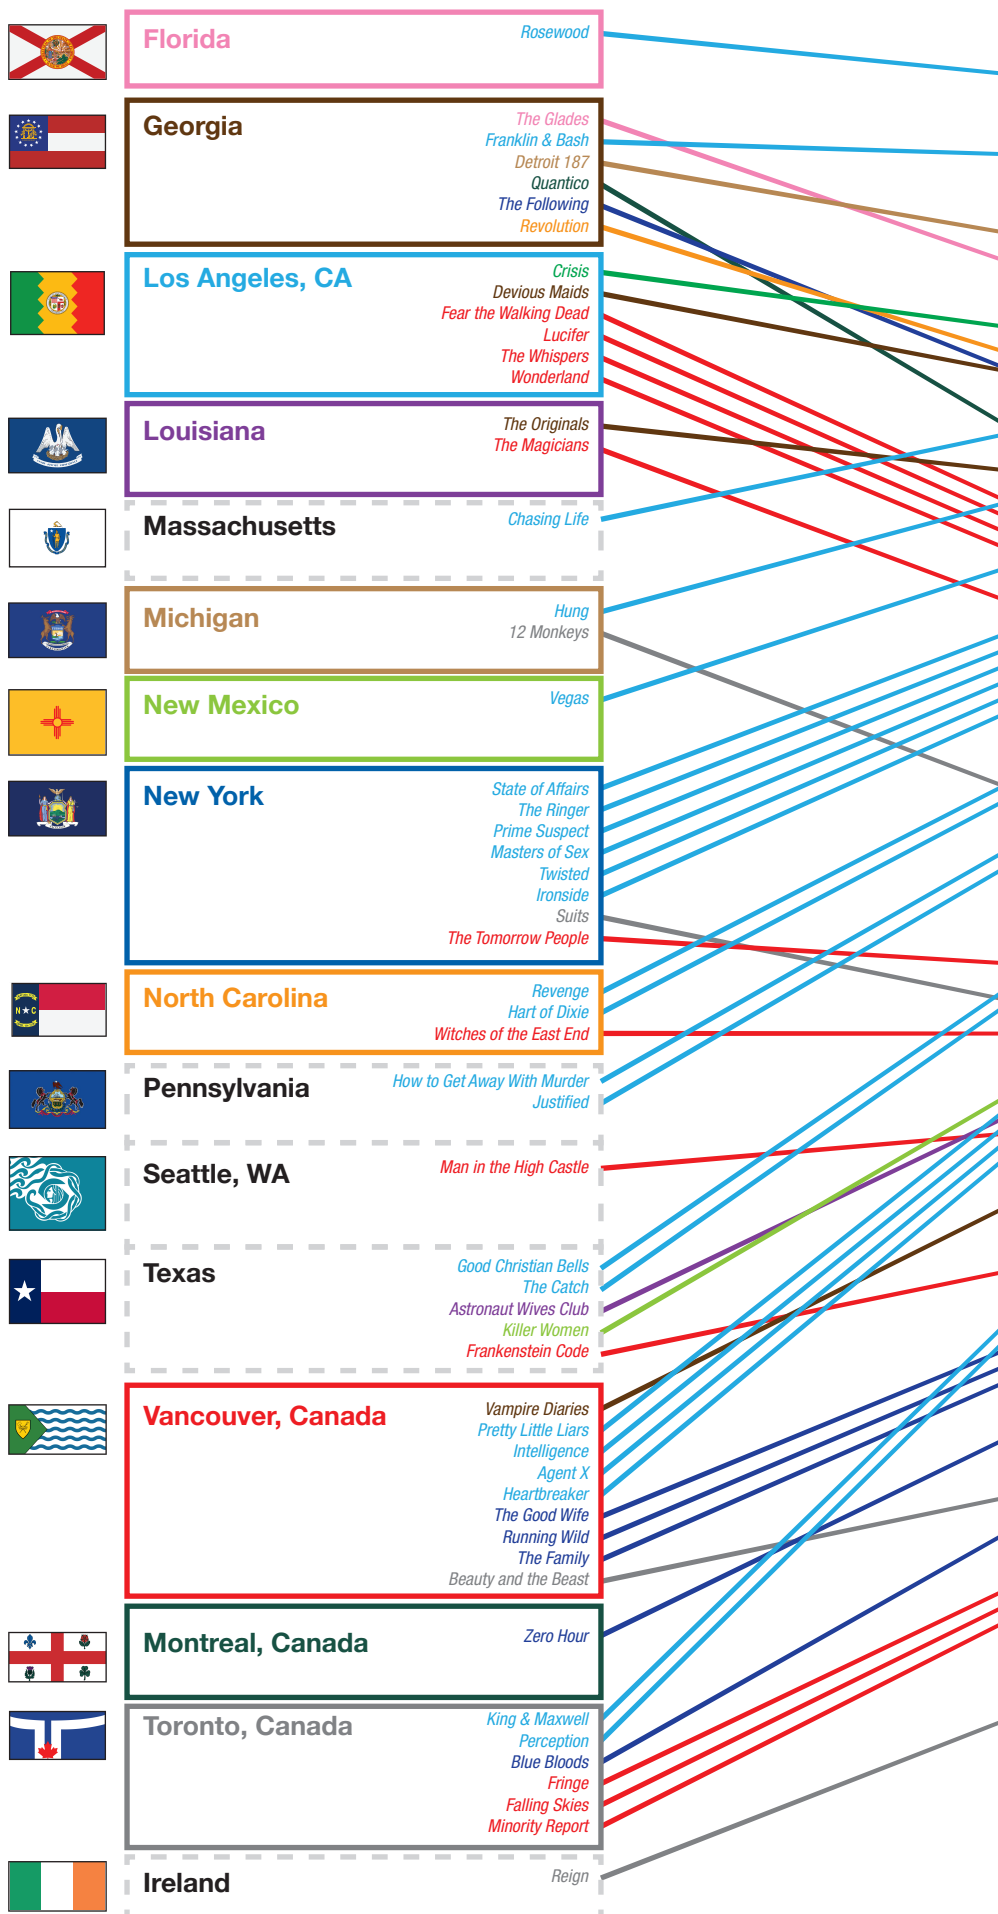 Florida
Rosewood
Georgia
The Glades
Franklin & Bash
Detroit 187
Quantico
The Following
Revolution
Los Angeles, CA
Crisis
Devious Maids
Fear the Walking Dead
Lucifer
The Whispers
Wonderland
Louisiana
The Originals
The Magicians
Massachusetts
Chasing Life
Michigan
Hung
12 Monkeys
New Mexico
Vegas
New York
State of Affairs
The Ringer
Prime Suspect
Masters of Sex
Twisted
Ironside
Suits
The Tomorrow People
N C
North Carolina
Revenge
Hart of Dixie
Witches of the East End
Pennsylvania
How to Get Away With Murder
Justified
Seattle, WA
Man in the High Castle
Texas
Good Christian Bells
The Catch
Astronaut Wives Club
Killer Women
Frankenstein Code
Vancouver, Canada
Vampire Diaries
Pretty Little Liars
Intelligence
Agent X
Heartbreaker
The Good Wife
Running Wild
The Family
Beauty and the Beast
Montreal, Canada
Zero Hour
Toronto, Canada
King & Maxwell
Perception
Blue Bloods
Fringe
Falling Skies
Minority Report
Ireland
Reign